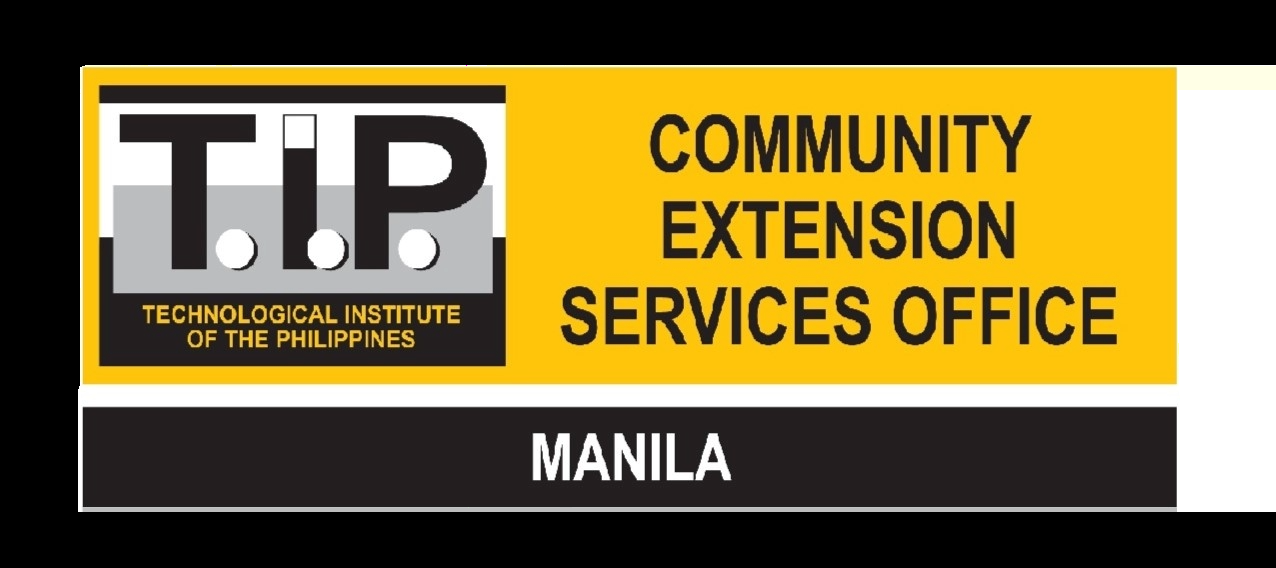 T.I.P.
TECHNOLOGICAL INSTITUTE
OF THE PHILIPPINES
COMMUNITY
EXTENSION
SERVICES OFFICE
MANILA